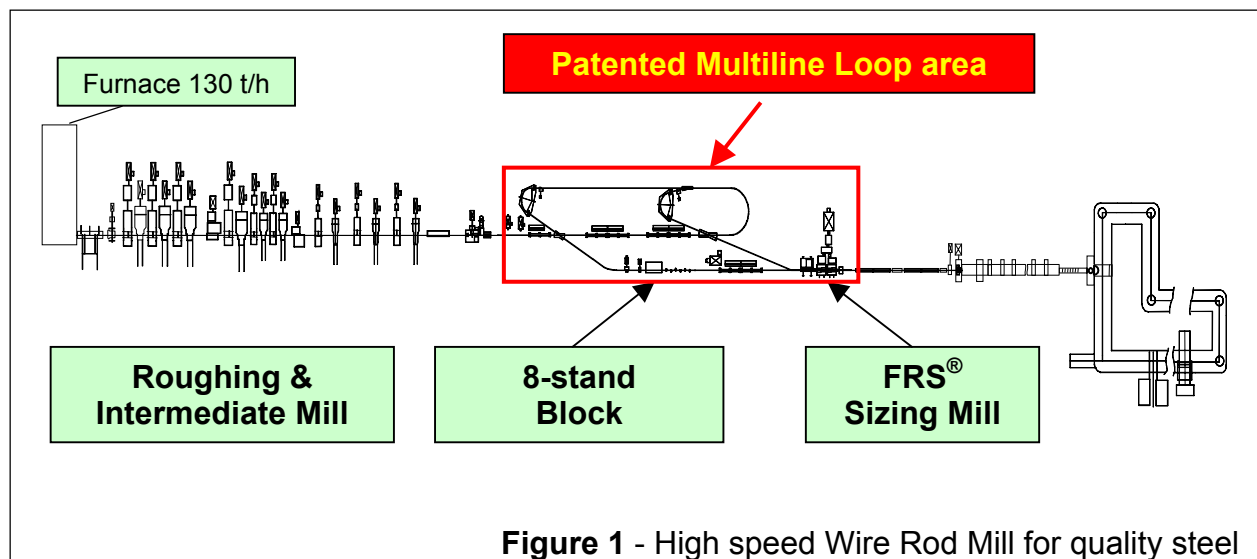 Patented Multiline Loop area
Furnace 130 t/h
Roughing &
Intermediate Mill
8-stand
Block
FRS®
Sizing Mill
Figure 1 - High speed Wire Rod Mill for quality steel